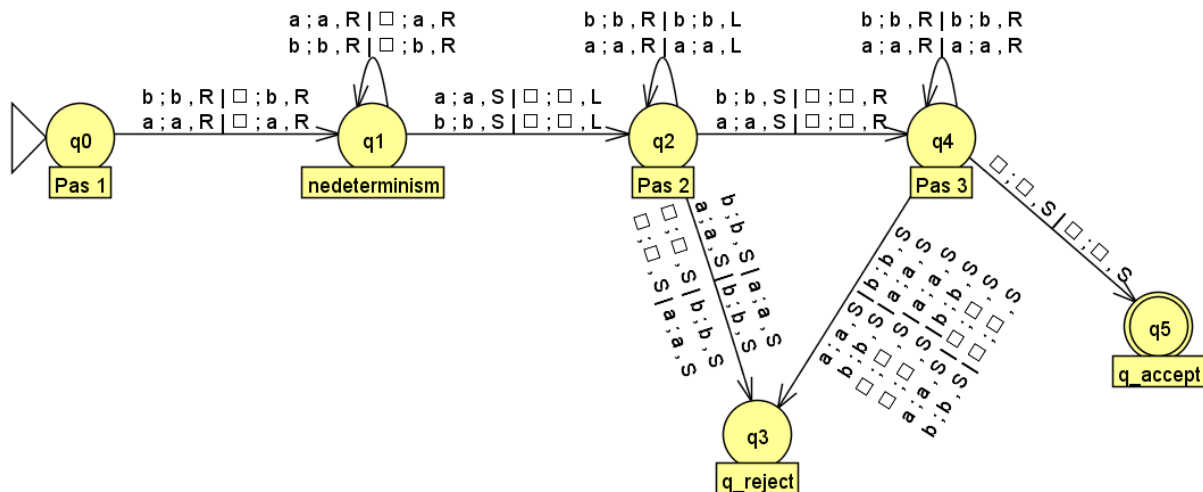 a ; a , R | □ ; a , R
b ; b , R | □ ; b , R
b ; b , R | b ; b , L
a ; a , R | a ; a , L
b ; b , R | b ; b , R
a ; a , R | a ; a , R
b ; b , R | □ ; b , R
a ; a , R | □ ; a , R
a ; a , S | □ ; □ , L
b ; b , S | □ ; □ , L
b ; b , S | □ ; □ , R
a ; a , S | □ ; □ , R
q0
q1
q2
q4
Pas 1
nedeterminism
Pas 2
Pas 3
□ ; □ , S | □ ; □ , S
b ; b , S | a ; a , S
a ; a , S | b ; b , S
□ ; □ , S | b ; b , S
□ ; □ , S | a ; a , S
a ; a , S | b ; b , S
b ; b , S | a ; a , S
□ ; □ , S | a ; a , S
□ ; □ , S | b ; b , S
a ; a , S | □ ; □ , S
b ; b , S | □ ; □ , S
q5
q_accept
q3
q_reject